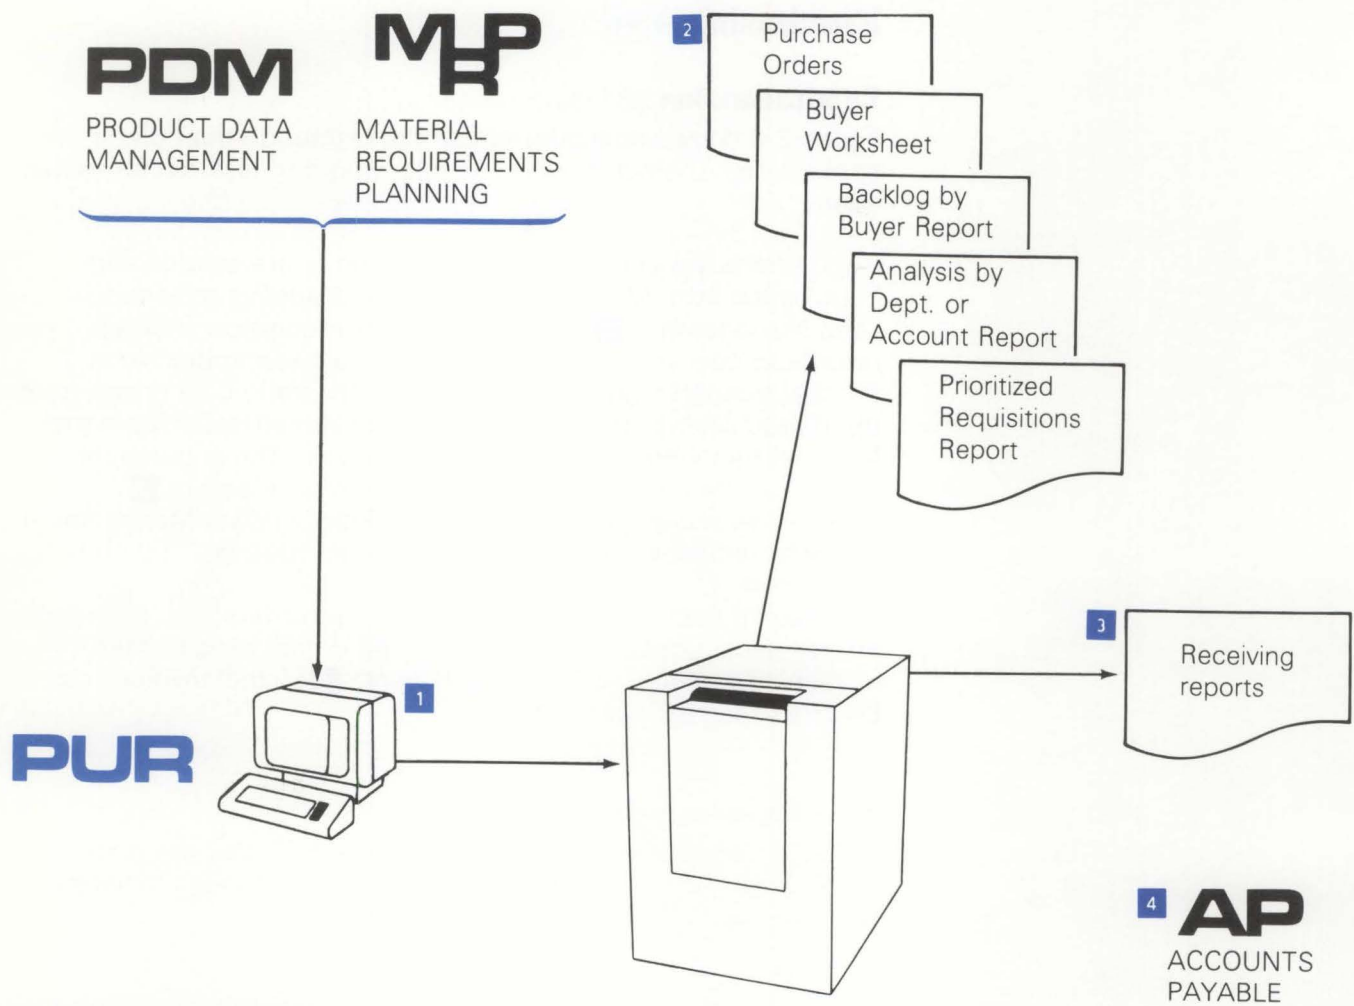 PDM
PRODUCT DATA
MANAGEMENT
MRP
MATERIAL
REQUIREMENTS
PLANNING
2
Purchase
Orders
Buyer
Worksheet
Backlog by
Buyer Report
Analysis by
Dept. or
Account Report
Prioritized
Requisitions
Report
1
PUR
3
Receiving
reports
4
AP
ACCOUNTS
PAYABLE